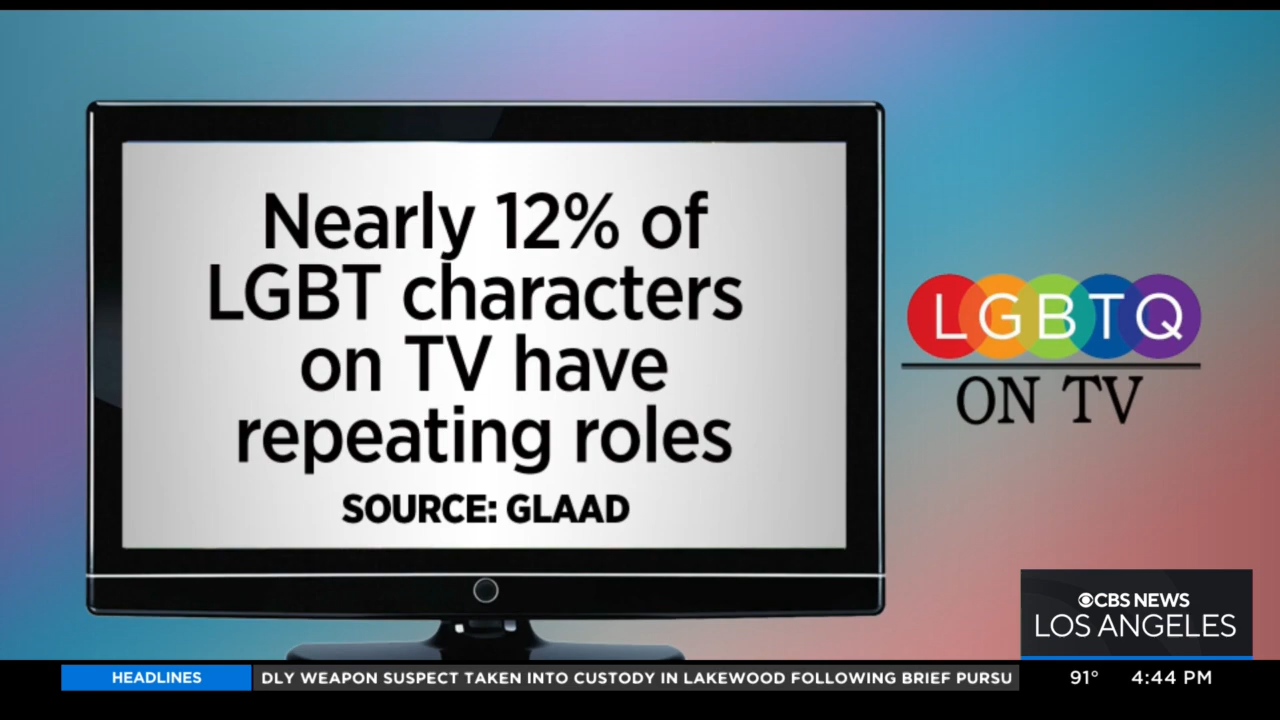 Nearly 12% of
LGBT characters
on TV have
repeating roles
SOURCE: GLAAD
LGBTQ
ON TV
CBS NEWS
LOS ANGELES
HEADLINES
DLY WEAPON SUSPECT TAKEN INTO CUSTODY IN LAKEWOOD FOLLOWING BRIEF PURSU
91° 4:44 PM